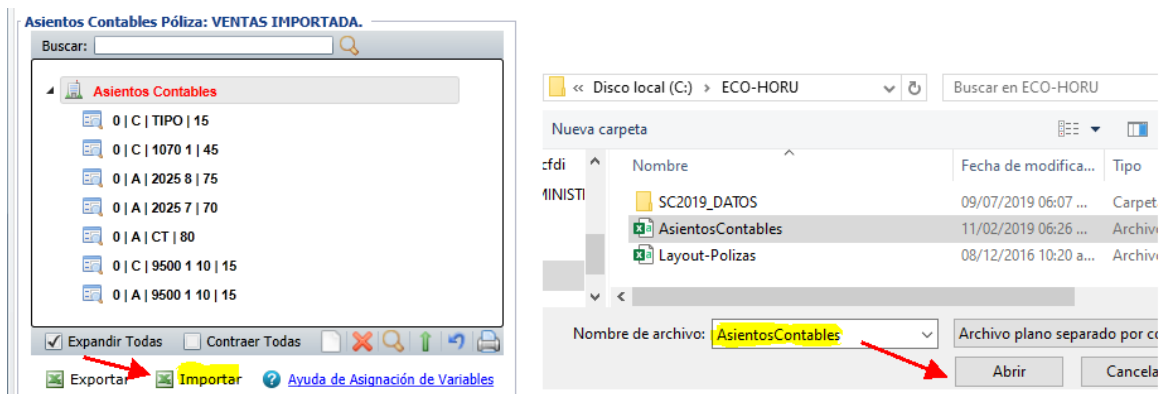 Asientos Contables Póliza: VENTAS IMPORTADA.
Buscar:
Asientos Contables
0 | C | TIPO | 15
0 | C | 1070 1 | 45
0 | A | 2025 8 | 75
0 | A | 2025 7 | 70
0 | A | CT | 80
0 | C | 9500 1 10 | 15
0 | A | 9500 1 10 | 15
Expandir Todas Contraer Todas
Exportar Importar Ayuda de Asignación de Variables
« Disco local (C:) > ECO-HORU Buscar en ECO-HORU
Nueva carpeta
cfdi Nombre Fecha de modifica... Tipo
MINISTI SC2019_DATOS 09/07/2019 06:07 ... Carpet
AsientosContables 11/02/2019 06:26 ... Archivo
Layout-Polizas 08/12/2016 10:20 a... Archivo
Nombre de archivo: AsientosContables Archivo plano separado por co
Abrir Cancela